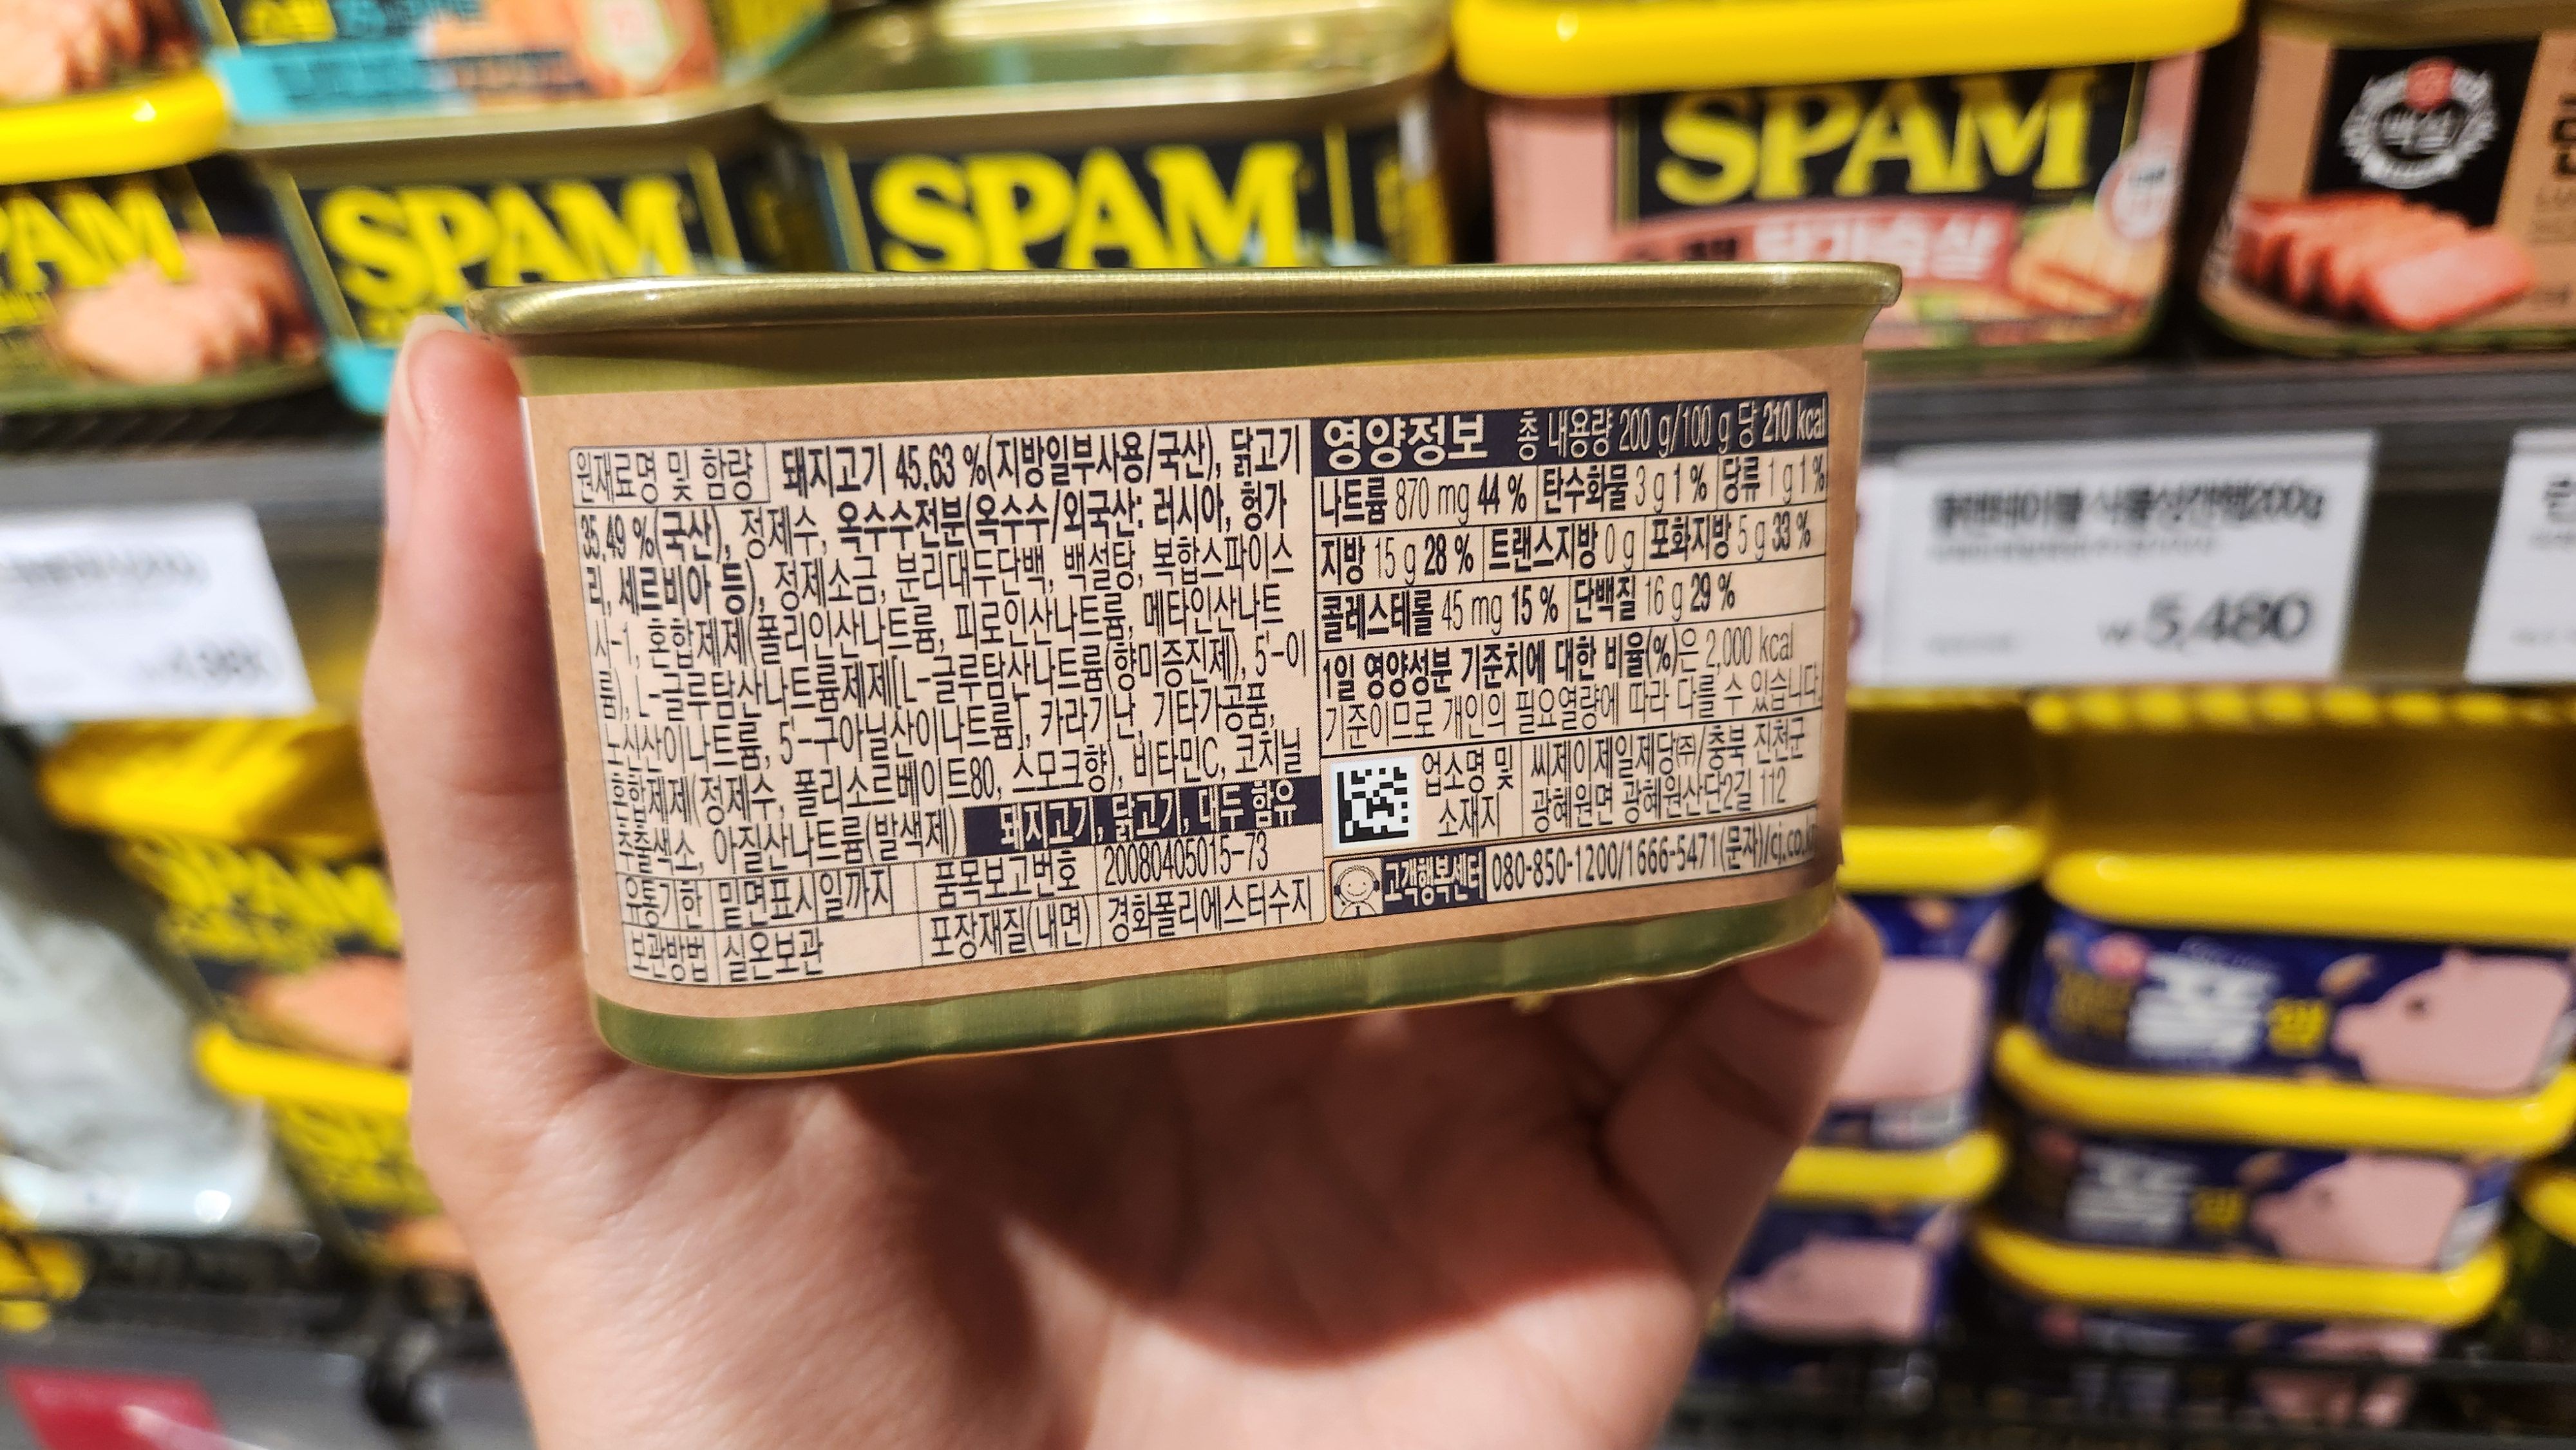 SPAM
SPAM
SPAM
닭가슴살
백설
원재료명 및 함량 돼지고기 45.63 %(지방일부사용/국산), 닭고기
35.49 %(국산), 정제수, 옥수수전분(옥수수/외국산: 러시아, 헝가
리, 세르비아 등), 정제소금, 분리대두단백, 백설탕, 복합스파이스
시-1, 혼합제제(폴리인산나트륨, 피로인산나트륨, 메타인산나트
륨), L-글루탐산나트륨제제[L-글루탐산나트륨(향미증진제), 5'-이
노신산이나트륨, 5'-구아닐산이나트륨], 카라기난, 기타가공품,
혼합제제(정제수, 폴리소르베이트80, 스모크향), 비타민C, 코치닐
추출색소, 아질산나트륨(발색제) 돼지고기, 닭고기, 대두 함유
유통기한 밑면표시일까지 품목보고번호 20080405015-73
보관방법 실온보관 포장재질(내면) 경화폴리에스터수지
영양정보 총 내용량 200 g/100 g 당 210 kcal
나트륨 870 mg 44 % 탄수화물 3 g 1 % 당류 1 g 1 %
지방 15 g 28 % 트랜스지방 0 g 포화지방 5 g 33 %
콜레스테롤 45 mg 15 % 단백질 16 g 29 %
1일 영양성분 기준치에 대한 비율(%)은 2,000 kcal
기준이므로 개인의 필요열량에 따라 다를 수 있습니다.
업소명 및 소재지 씨제이제일제당㈜/충북 진천군
광혜원면 광혜원산단2길 112
고객행복센터 080-850-1200/1666-5471(문자)/cj.co.kr
5,480
SPAM